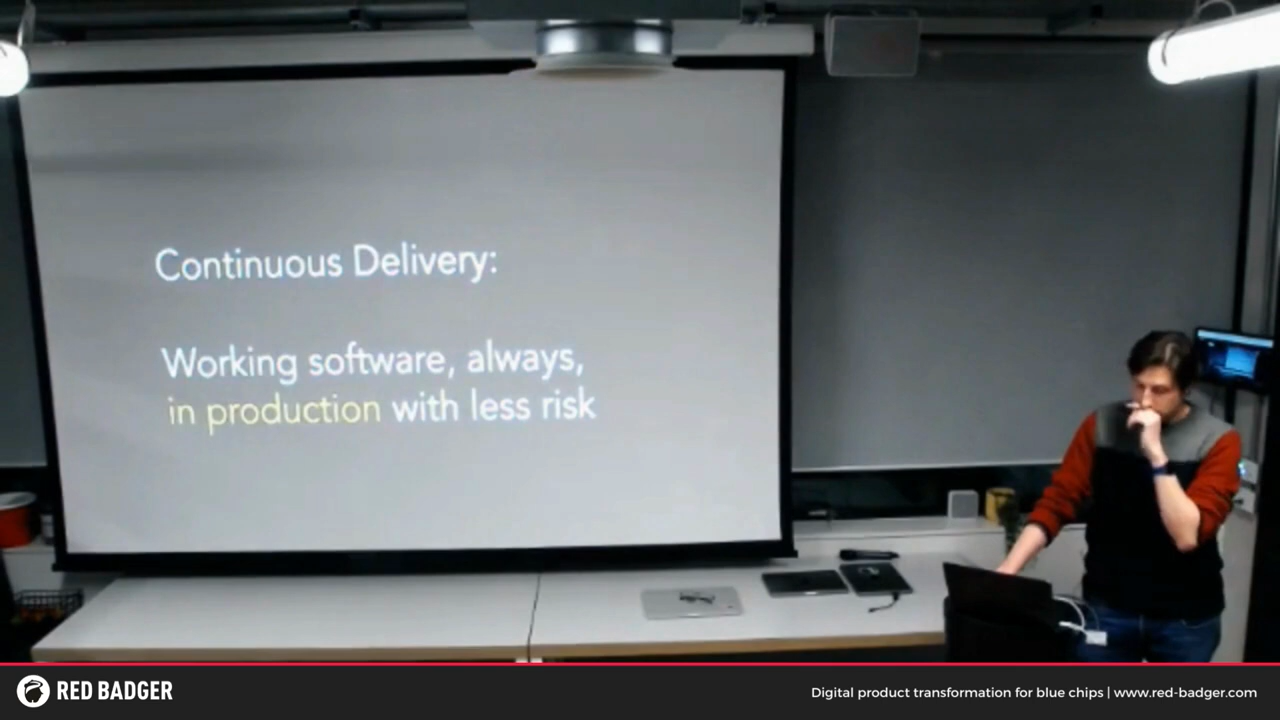 Continuous Delivery:
Working software, always,
in production with less risk
RED BADGER
Digital product transformation for blue chips | www.red-badger.com